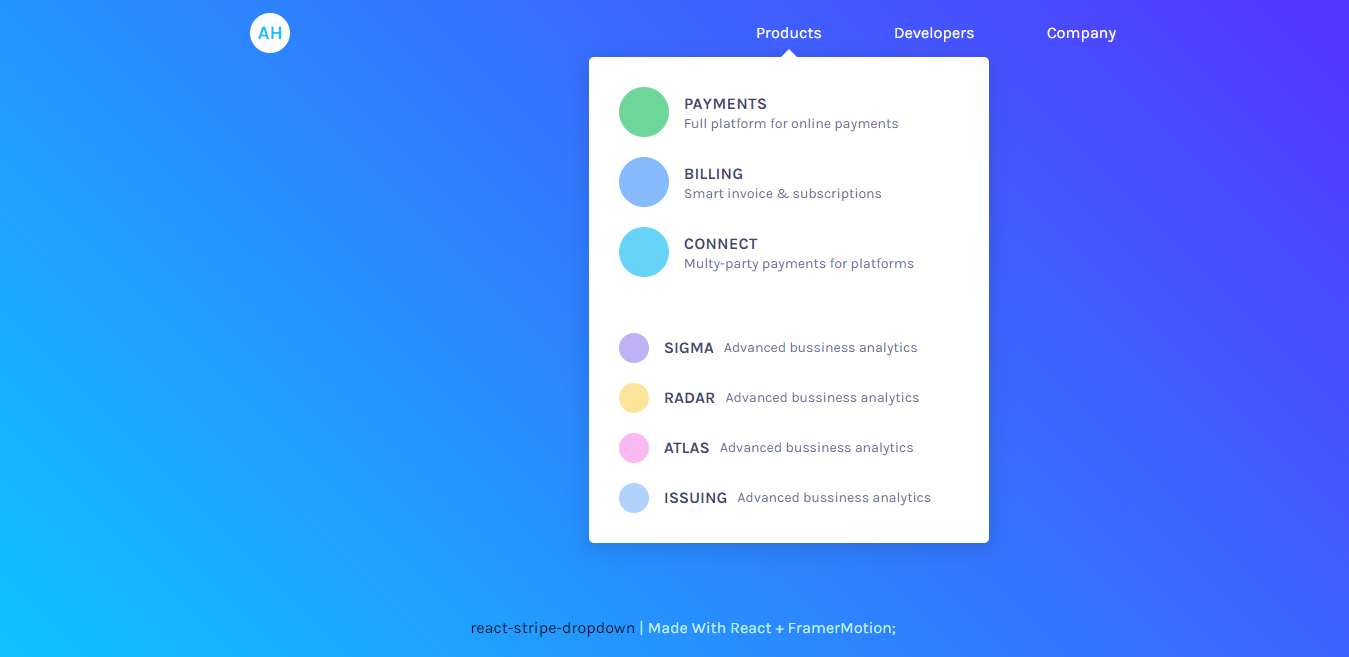 AH
Products
Developers
Company
PAYMENTS
Full platform for online payments
BILLING
Smart invoice & subscriptions
CONNECT
Multy-party payments for platforms
SIGMA Advanced bussiness analytics
RADAR Advanced bussiness analytics
ATLAS Advanced bussiness analytics
ISSUING Advanced bussiness analytics
react-stripe-dropdown | Made With React + FramerMotion;